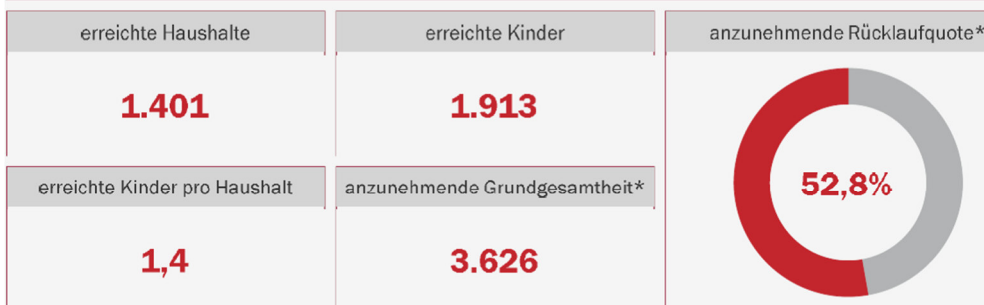 erreichte Haushalte
1.401
erreichte Kinder
1.913
anzunehmende Rücklaufquote*
52,8%
erreichte Kinder pro Haushalt
1,4
anzunehmende Grundgesamtheit*
3.626